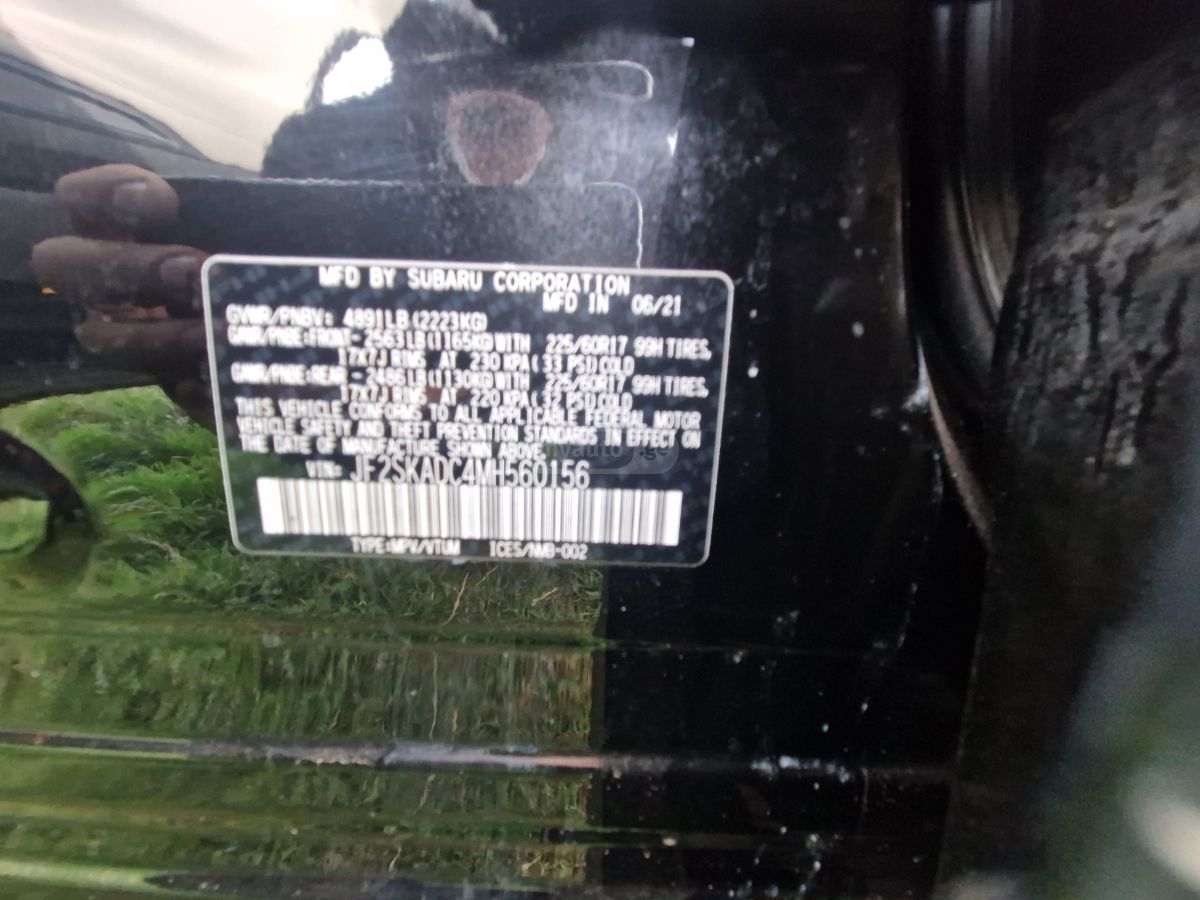 MFD BY SUBARU CORPORATION
MFD IN 06/21
GVWR/PNBV: 4891LB(2223KG)
GAWR/PNBE:FRONT- 2563LB(1165KG)WITH 225/60R17 99H TIRES,
17X7J RIMS AT 230 KPA( 33 PSI)COLD
GAWR/PNBE:REAR - 2486LB(1130KG)WITH 225/60R17 99H TIRES,
17X7J RIMS AT 220 KPA( 32 PSI)COLD
THIS VEHICLE CONFORMS TO ALL APPLICABLE FEDERAL MOTOR
VEHICLE SAFETY AND THEFT PREVENTION STANDARDS IN EFFECT ON
THE DATE OF MANUFACTURE SHOWN ABOVE.
myauto.ge
VIN: JF2SKADC4MH560156
TYPE:MPV/VTUM ICES/NMB-002